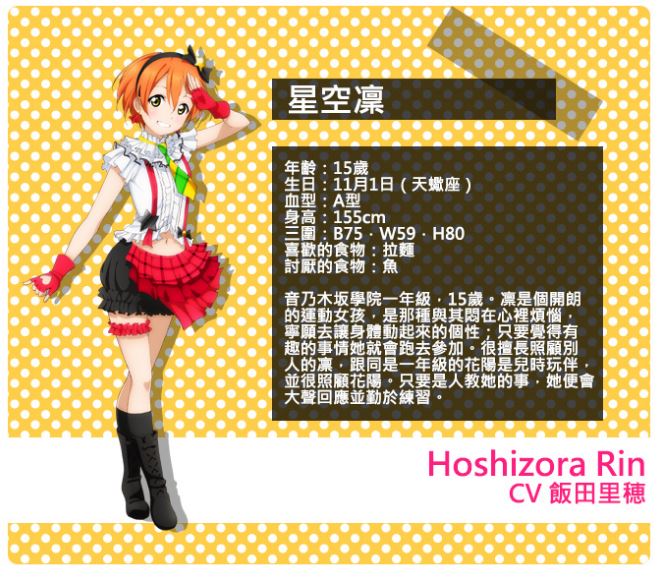 星空凜
年齡：15歲
生日：11月1日（天蠍座）
血型：A型
身高：155cm
三圍：B75‧W59‧H80
喜歡的食物：拉麵
討厭的食物：魚
音乃木坂學院一年級，15歲。凜是個開朗
的運動女孩，是那種與其悶在心裡煩惱，
寧願去讓身體動起來的個性；只要覺得有
趣的事情她就會跑去參加。很擅長照顧別
人的凜，跟同是一年級的花陽是兒時玩伴，
並很照顧花陽。只要是人教她的事，她便會
大聲回應並勤於練習。
Hoshizora Rin
CV 飯田里穂